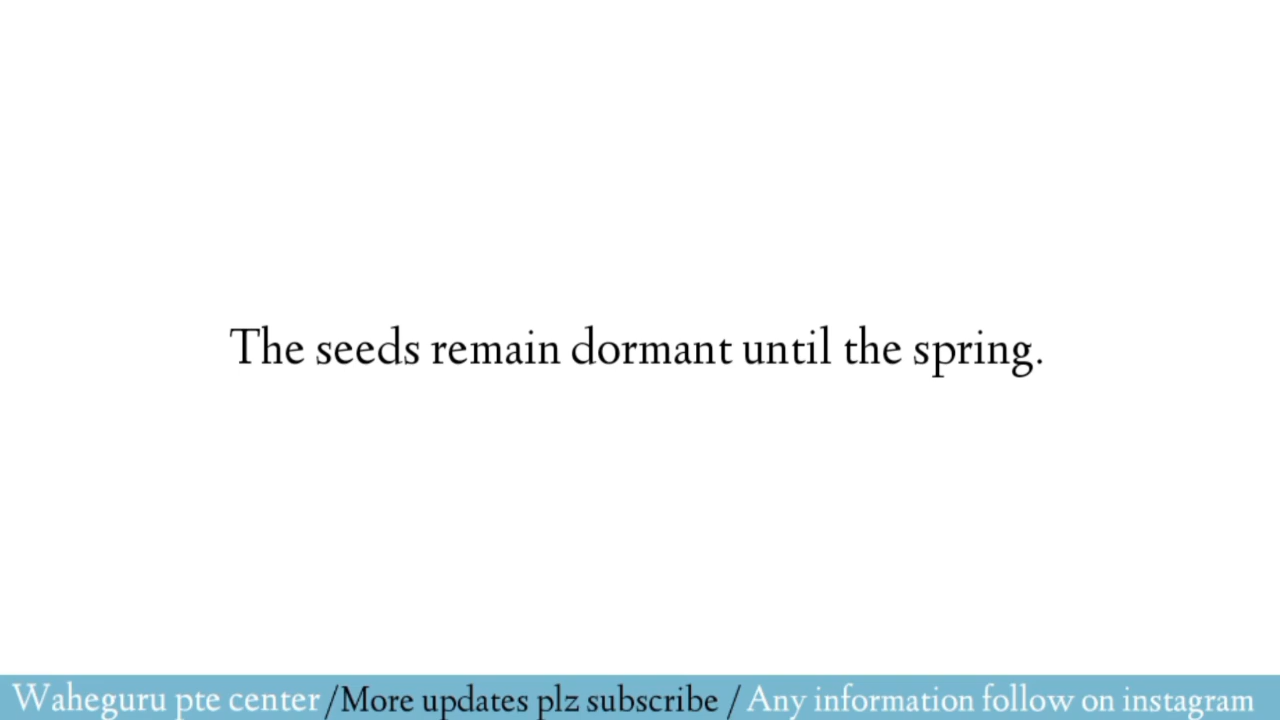 The seeds remain dormant until the spring.
Waheguru pte center /More updates plz subscribe / Any information follow on instagram